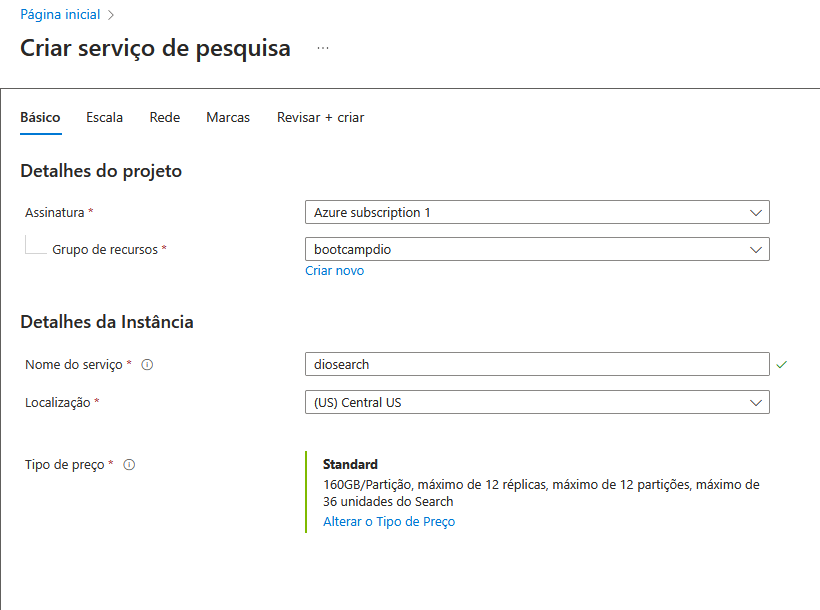 Página inicial >
Criar serviço de pesquisa ...
Básico Escala Rede Marcas Revisar + criar
Detalhes do projeto
Assinatura * Azure subscription 1
Grupo de recursos * bootcampdio
Criar novo
Detalhes da Instância
Nome do serviço * diosearch
Localização * (US) Central US
Tipo de preço * Standard
160GB/Partição, máximo de 12 réplicas, máximo de 12 partições, máximo de
36 unidades do Search
Alterar o Tipo de Preço